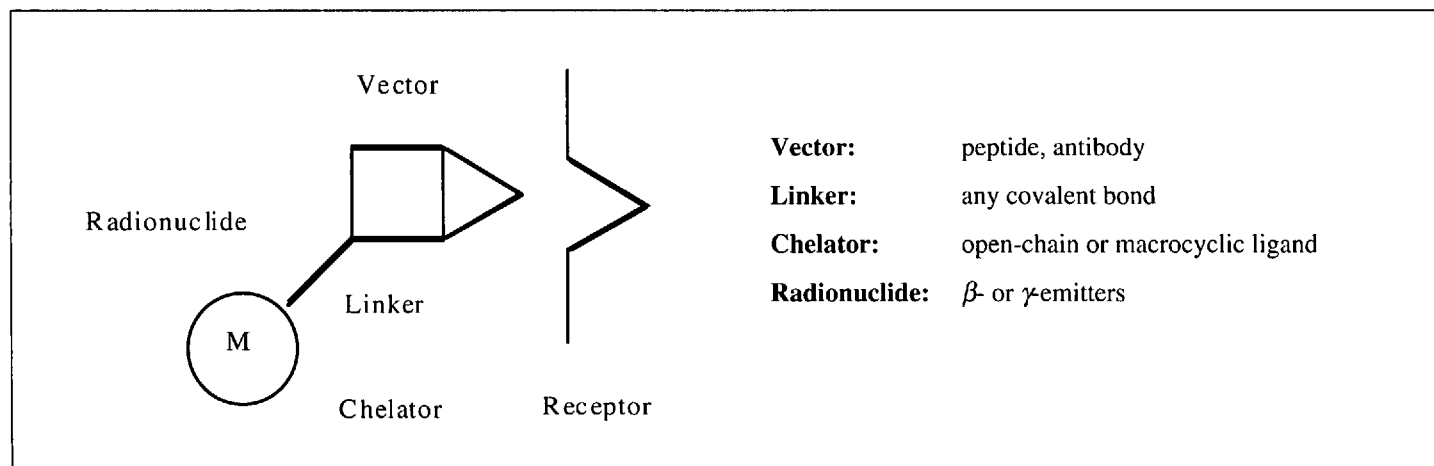 Vector
Radionuclide
M
Linker
Chelator
Receptor
Vector: peptide, antibody
Linker: any covalent bond
Chelator: open-chain or macrocyclic ligand
Radionuclide: β- or γ-emitters